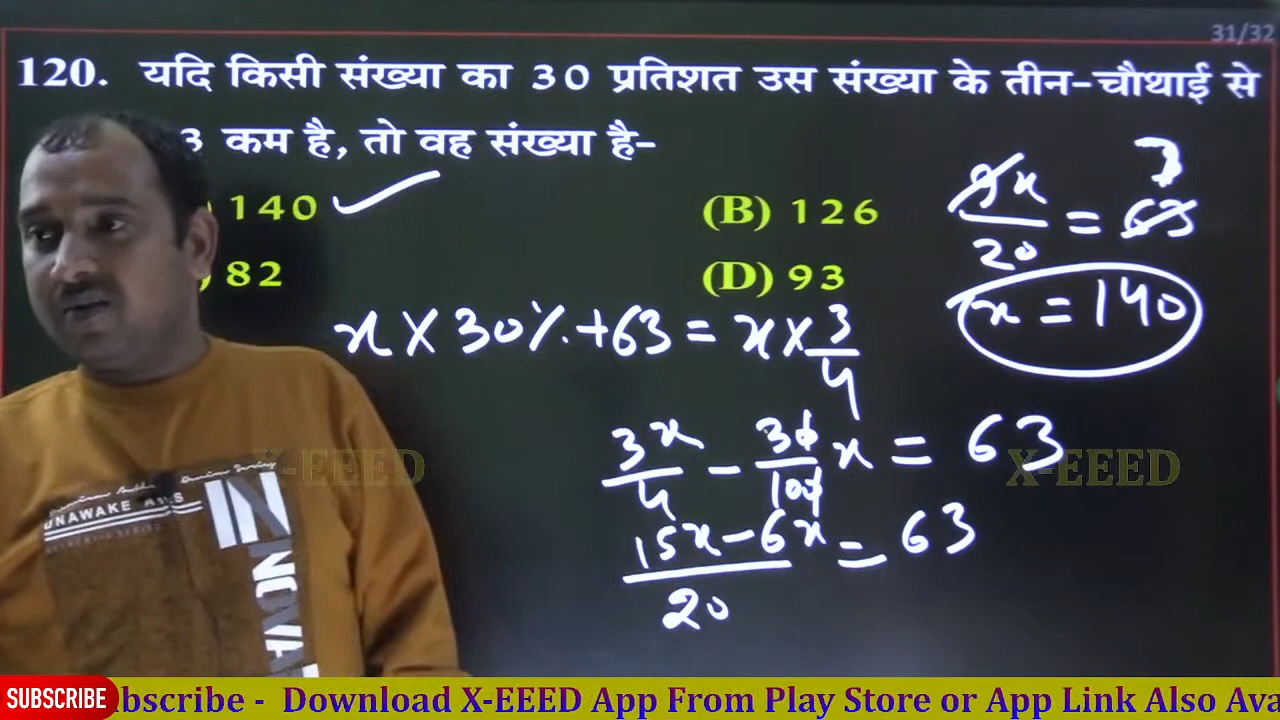 31/32
120. यदि किसी संख्या का 30 प्रतिशत उस संख्या के तीन-चौथाई से
3 कम है, तो वह संख्या है-
) 140
(B) 126
) 82
(D) 93
9x/20 = 63 7
x = 140
x × 30% + 63 = x × 3/4
3x/4 - 30/100 x = 63
15x - 6x / 20 = 63
X-EEED
X-EEED
UNAWAKE
SUBSCRIBE
bscribe - Download X-EEED App From Play Store or App Link Also Ava